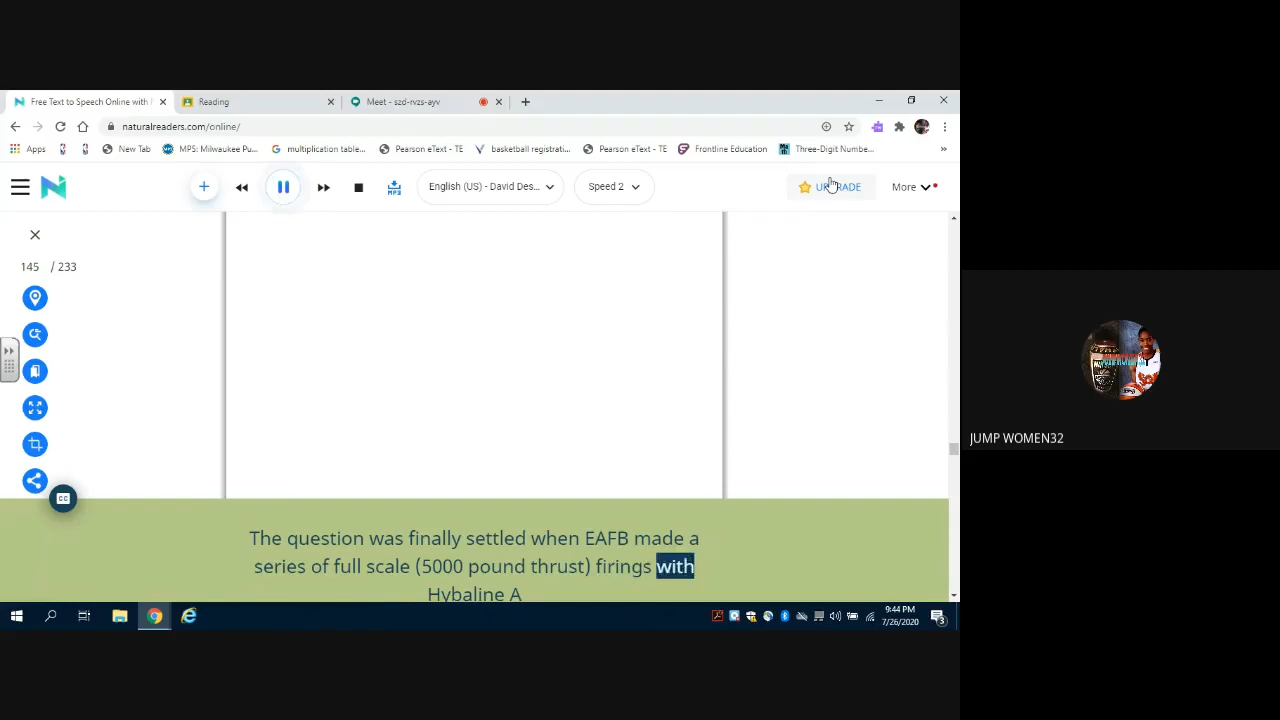 Free Text to Speech Online with
Reading
Meet - szd-rvzs-ayv
naturalreaders.com/online/
Apps
New Tab
MPS: Milwaukee Pu...
multiplication table...
Pearson eText - TE
basketball registrati...
Pearson eText - TE
Frontline Education
Three-Digit Numbe...
»
MP3
English (US) - David Des...
Speed 2
UPGRADE
More
145 / 233
CC
The question was finally settled when EAFB made a
series of full scale (5000 pound thrust) firings with
Hybaline A
9:44 PM
7/26/2020
3
JUMP WOMEN32